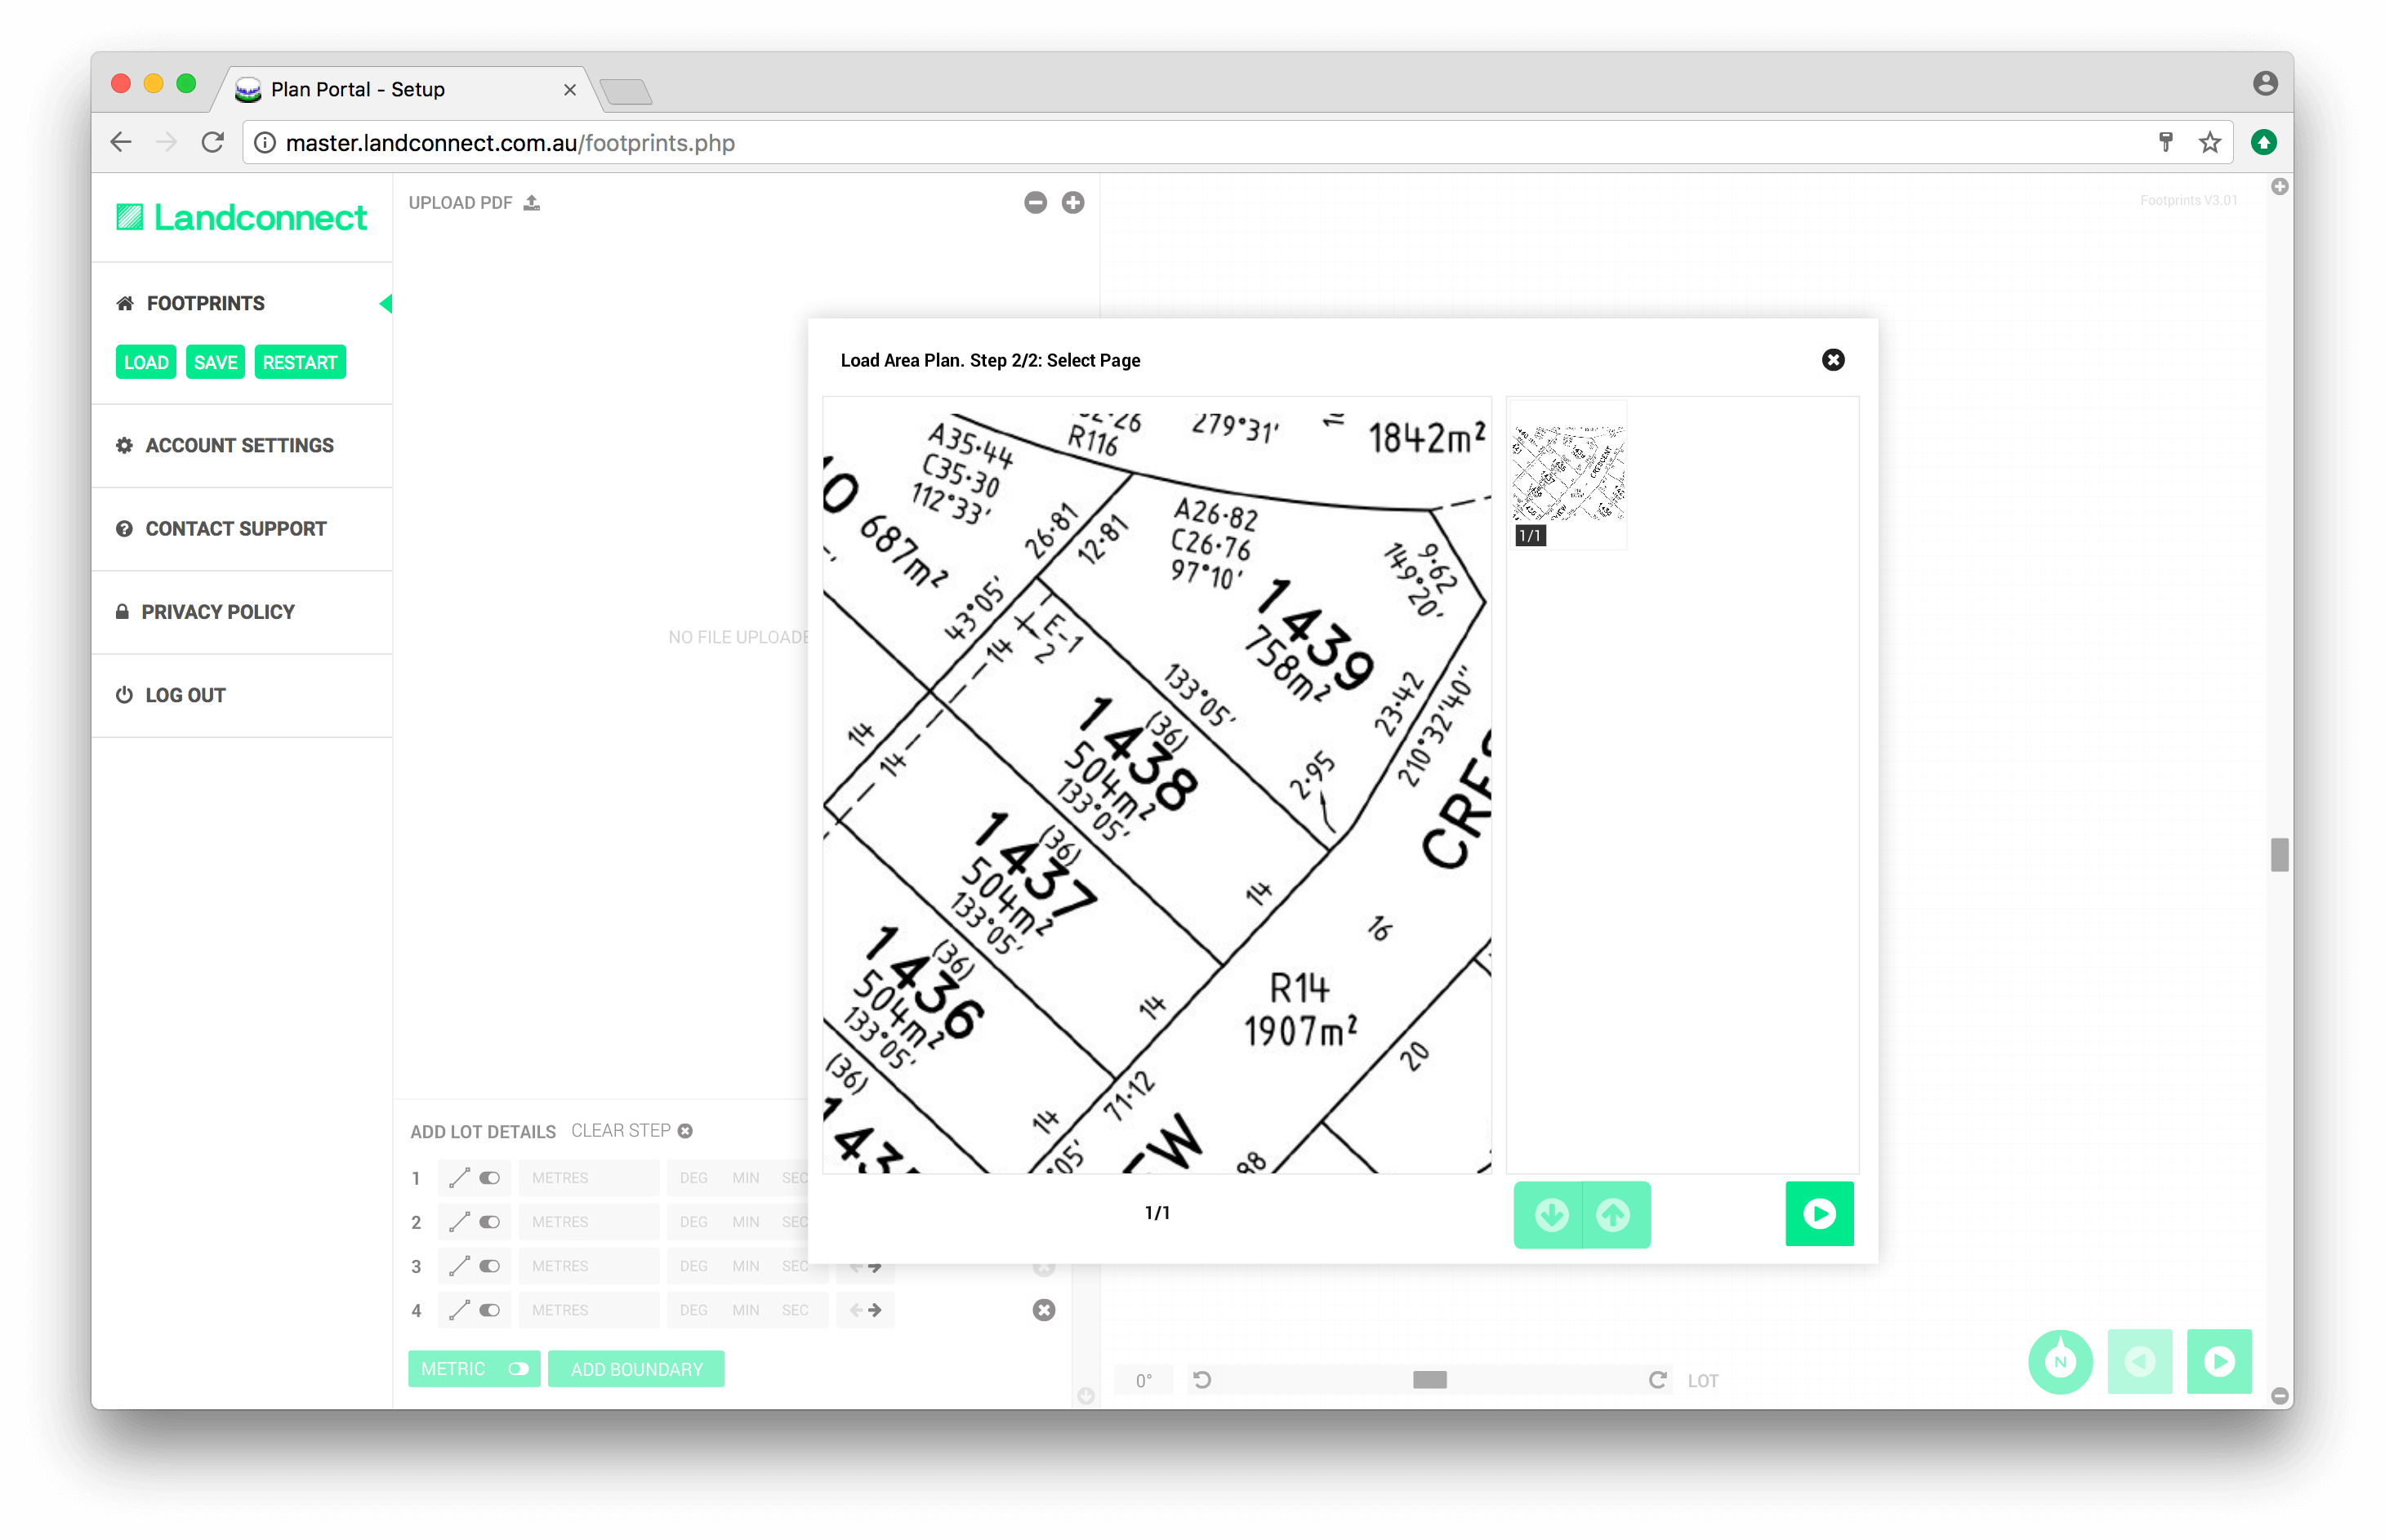 Plan Portal - Setup
master.landconnect.com.au/footprints.php
Landconnect
FOOTPRINTS
LOAD
SAVE
RESTART
ACCOUNT SETTINGS
CONTACT SUPPORT
PRIVACY POLICY
LOG OUT
UPLOAD PDF
Footprints V3.01
NO FILE UPLOADE
Load Area Plan. Step 2/2: Select Page
A35·44
C35·30
112°33'
R116
279°31'
1842m²
687m²
26·81
12·81
A26·82
C26·76
97°10'
9·62
149°20'
43°05'
14
E-1
2
1439
758m²
133°05'
23·42
210°32'40"
2·95
14
14
1438
(36)
504m²
133°05'
CRES
1437
(36)
504m²
133°05'
14
16
1436
(36)
504m²
133°05'
14
R14
1907m²
20
(36)
71·12
14
1/1
1/1
ADD LOT DETAILS
CLEAR STEP
1 METRES DEG MIN SEC
2 METRES DEG MIN SEC
3 METRES DEG MIN SEC
4 METRES DEG MIN SEC
METRIC
ADD BOUNDARY
0°
LOT
N